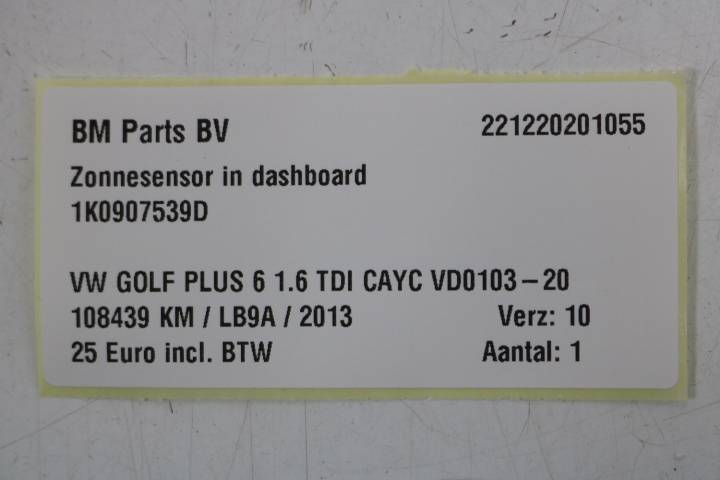 BM Parts BV 221220201055
Zonnesensor in dashboard
1K0907539D
VW GOLF PLUS 6 1.6 TDI CAYC VD0103-20
108439 KM / LB9A / 2013 Verz: 10
25 Euro incl. BTW Aantal: 1